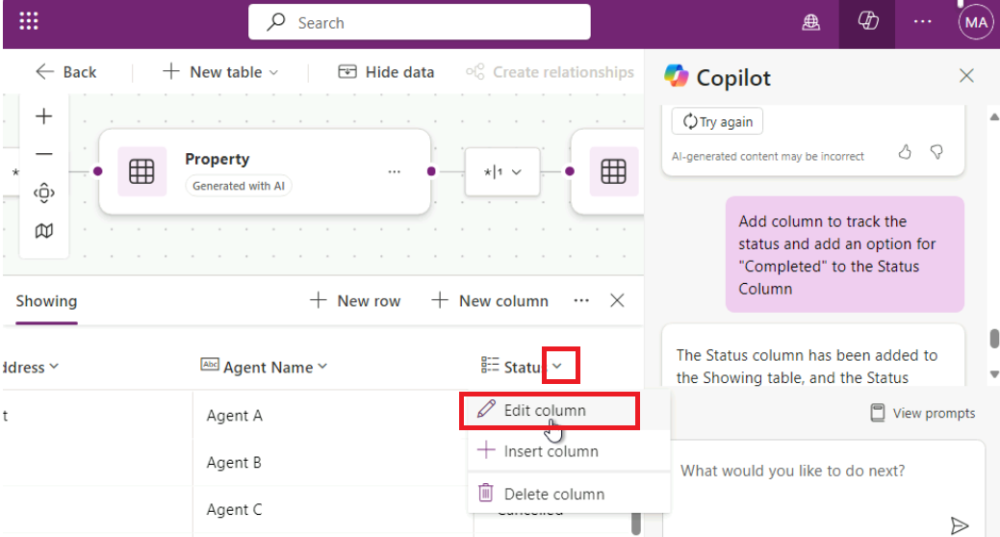 Search
MA
Back
New table
Hide data
Create relationships
Copilot
Try again
AI-generated content may be incorrect
Property
Generated with AI
*|1
*
Add column to track the
status and add an option for
"Completed" to the Status
Column
Showing
New row
New column
The Status column has been added to
the Showing table, and the Status
Abc Agent Name
Status
Agent A
Agent B
Agent C
Edit column
Insert column
Delete column
Cancelled
View prompts
What would you like to do next?